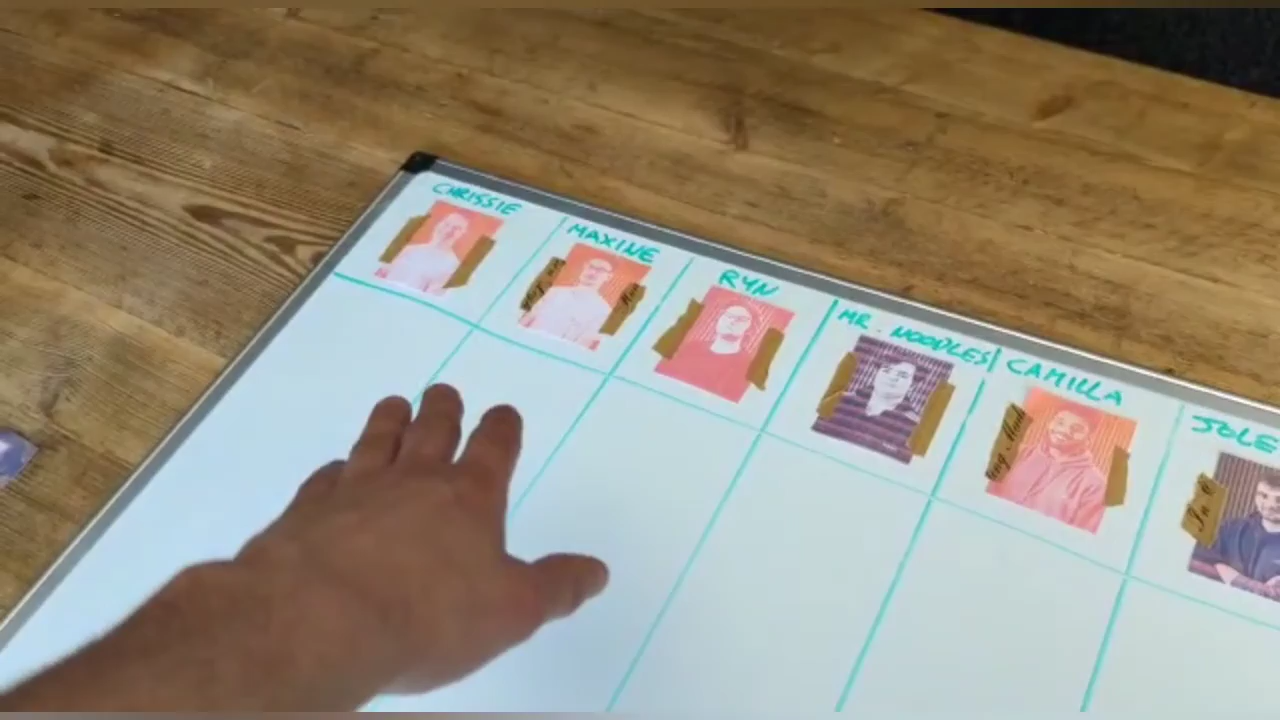 CHRISSIE
MAXINE
RYN
MR. NOODLES
CAMILLA
JOLE